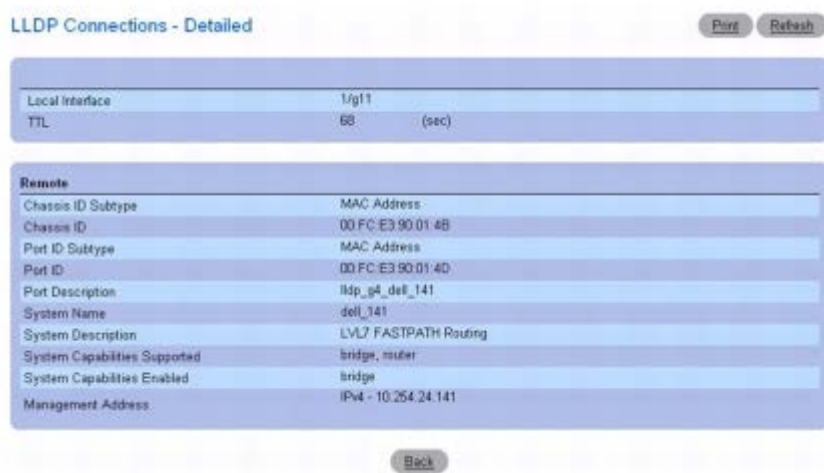 LLDP Connections - Detailed
Print Refresh
Local Interface 1/g11
TTL 68 (sec)
Remote
Chassis ID Subtype MAC Address
Chassis ID 00:FC:E3:90:01:4B
Port ID Subtype MAC Address
Port ID 00:FC:E3:90:01:4D
Port Description lldp_g4_dell_141
System Name dell_141
System Description LVL7 FASTPATH Routing
System Capabilities Supported bridge, router
System Capabilities Enabled bridge
Management Address IPv4 - 10.254.24.141
Back